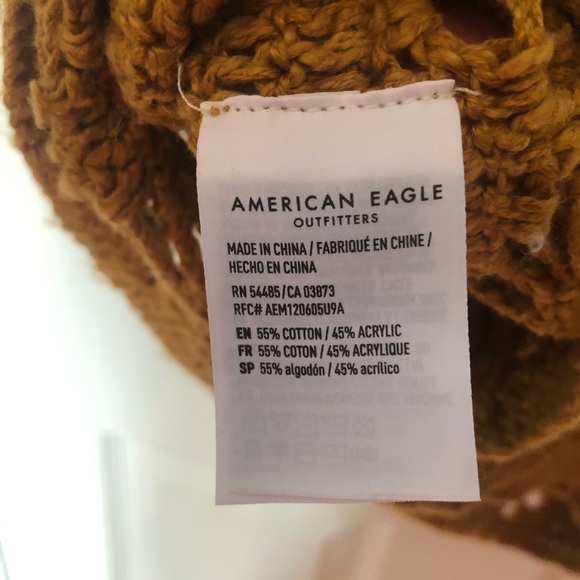 AMERICAN EAGLE
OUTFITTERS
MADE IN CHINA / FABRIQUÉ EN CHINE /
HECHO EN CHINA
RN 54485/CA 03873
RFC# AEM120605U9A
EN 55% COTTON / 45% ACRYLIC
FR 55% COTON / 45% ACRYLIQUE
SP 55% algodón / 45% acrílico